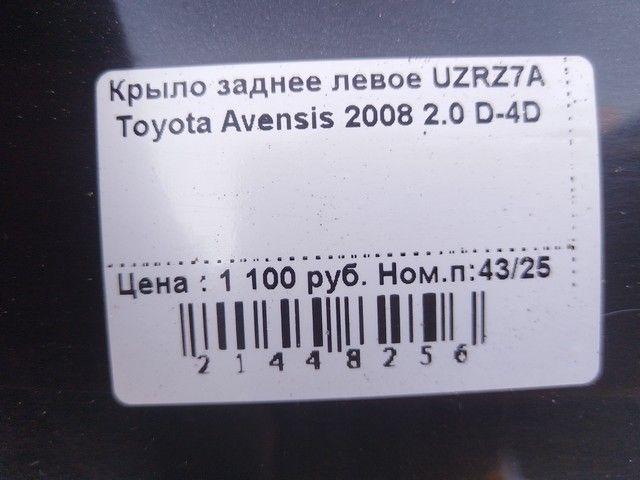 Крыло заднее левое UZRZ7A
Toyota Avensis 2008 2.0 D-4D
Цена : 1 100 руб. Ном.п:43/25
21448256